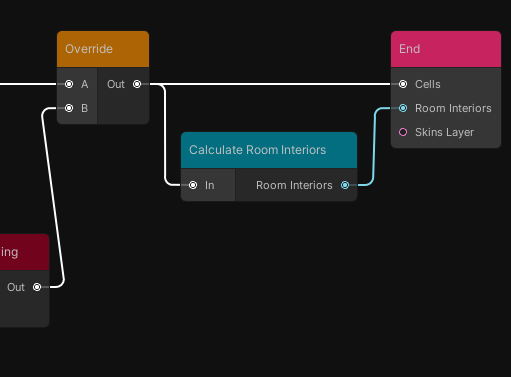 Override
A Out
B
End
Cells
Room Interiors
Skins Layer
Calculate Room Interiors
In Room Interiors
ing
Out